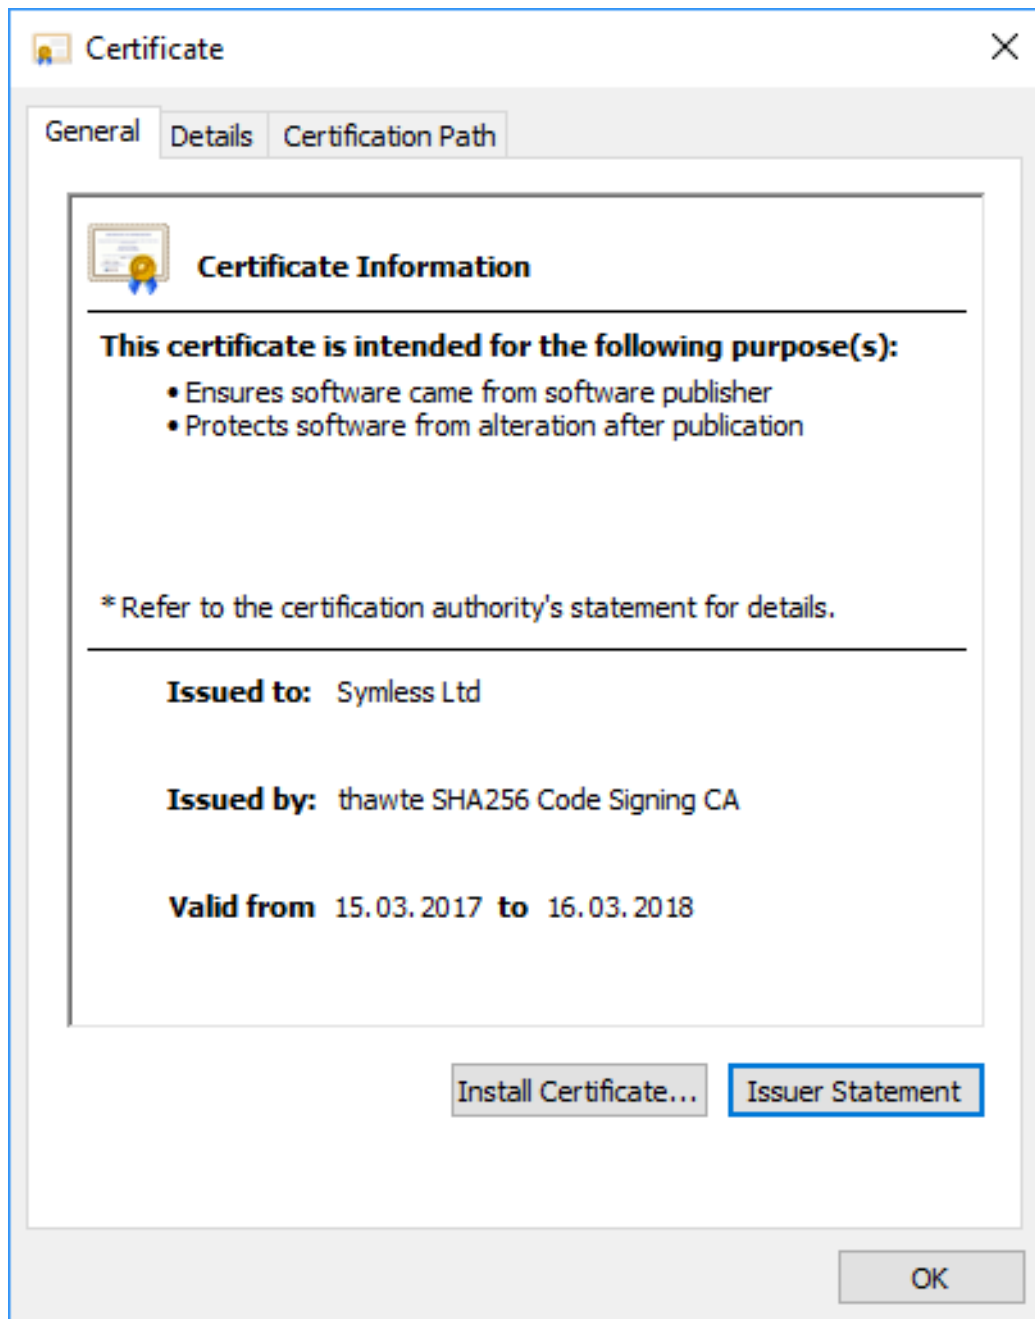 Certificate
General Details Certification Path
Certificate Information
This certificate is intended for the following purpose(s):
• Ensures software came from software publisher
• Protects software from alteration after publication
* Refer to the certification authority's statement for details.
Issued to: Symless Ltd
Issued by: thawte SHA256 Code Signing CA
Valid from 15.03.2017 to 16.03.2018
Install Certificate... Issuer Statement
OK